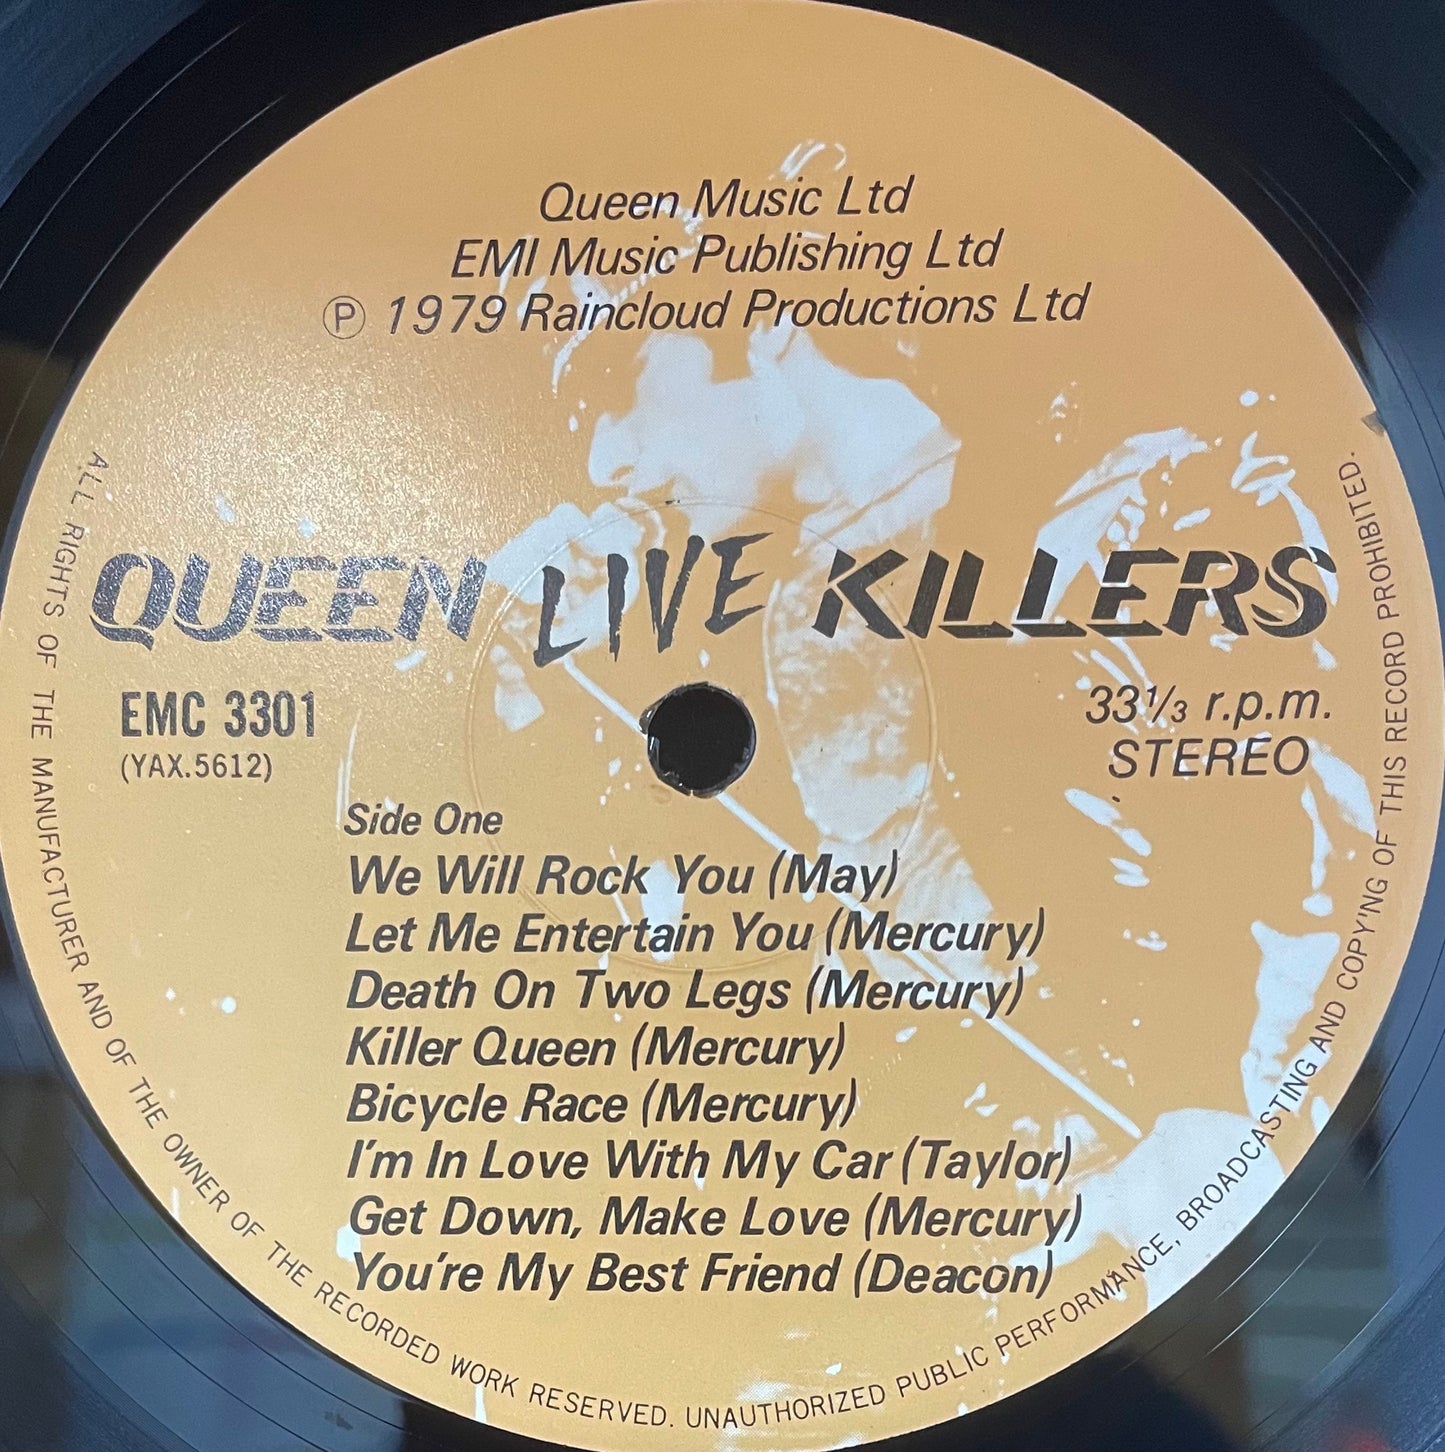 Queen Music Ltd
EMI Music Publishing Ltd
Ⓟ 1979 Raincloud Productions Ltd
QUEEN LIVE KILLERS
EMC 3301
(YAX.5612)
33⅓ r.p.m.
STEREO
Side One
We Will Rock You (May)
Let Me Entertain You (Mercury)
Death On Two Legs (Mercury)
Killer Queen (Mercury)
Bicycle Race (Mercury)
I'm In Love With My Car (Taylor)
Get Down, Make Love (Mercury)
You're My Best Friend (Deacon)
ALL RIGHTS OF THE MANUFACTURER AND OF THE OWNER OF THE RECORDED WORK RESERVED. UNAUTHORIZED PUBLIC PERFORMANCE, BROADCASTING AND COPY'NG OF THIS RECORD PROHIBITED.